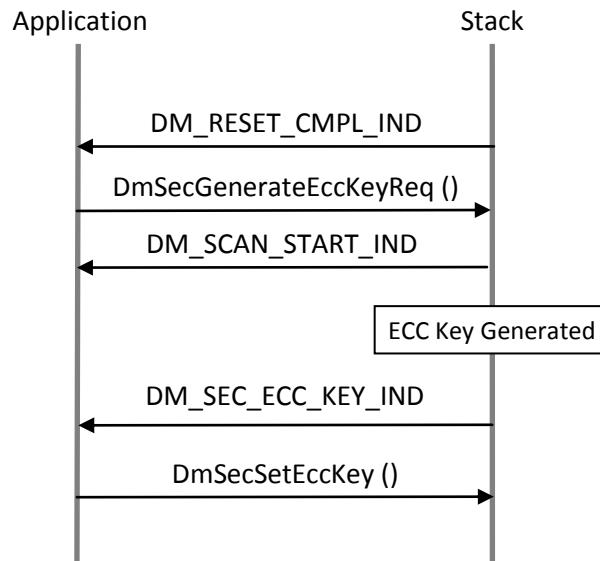 Application
Stack
DM_RESET_CMPL_IND
DmSecGenerateEccKeyReq ()
DM_SCAN_START_IND
ECC Key Generated
DM_SEC_ECC_KEY_IND
DmSecSetEccKey ()